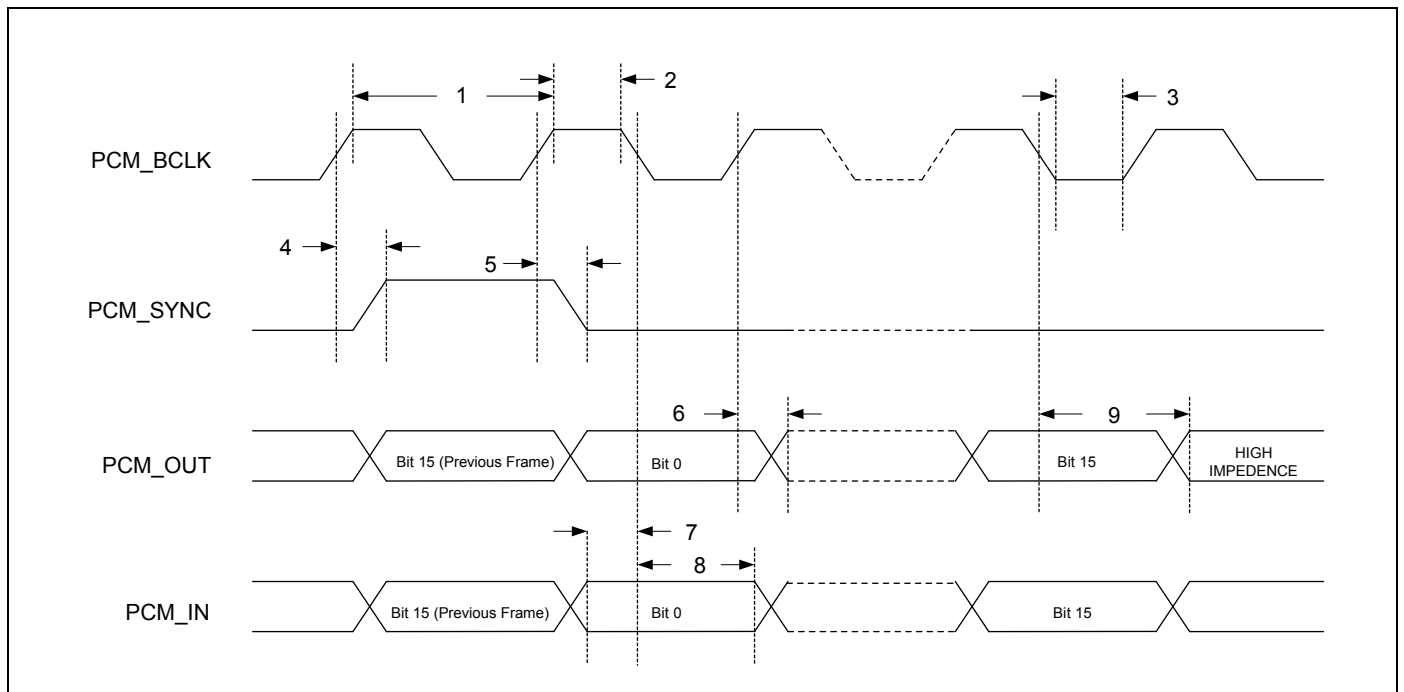 1
2
3
PCM_BCLK
4
5
PCM_SYNC
6
9
PCM_OUT
Bit 15 (Previous Frame)
Bit 0
Bit 15
HIGH
IMPEDENCE
7
8
PCM_IN
Bit 15 (Previous Frame)
Bit 0
Bit 15